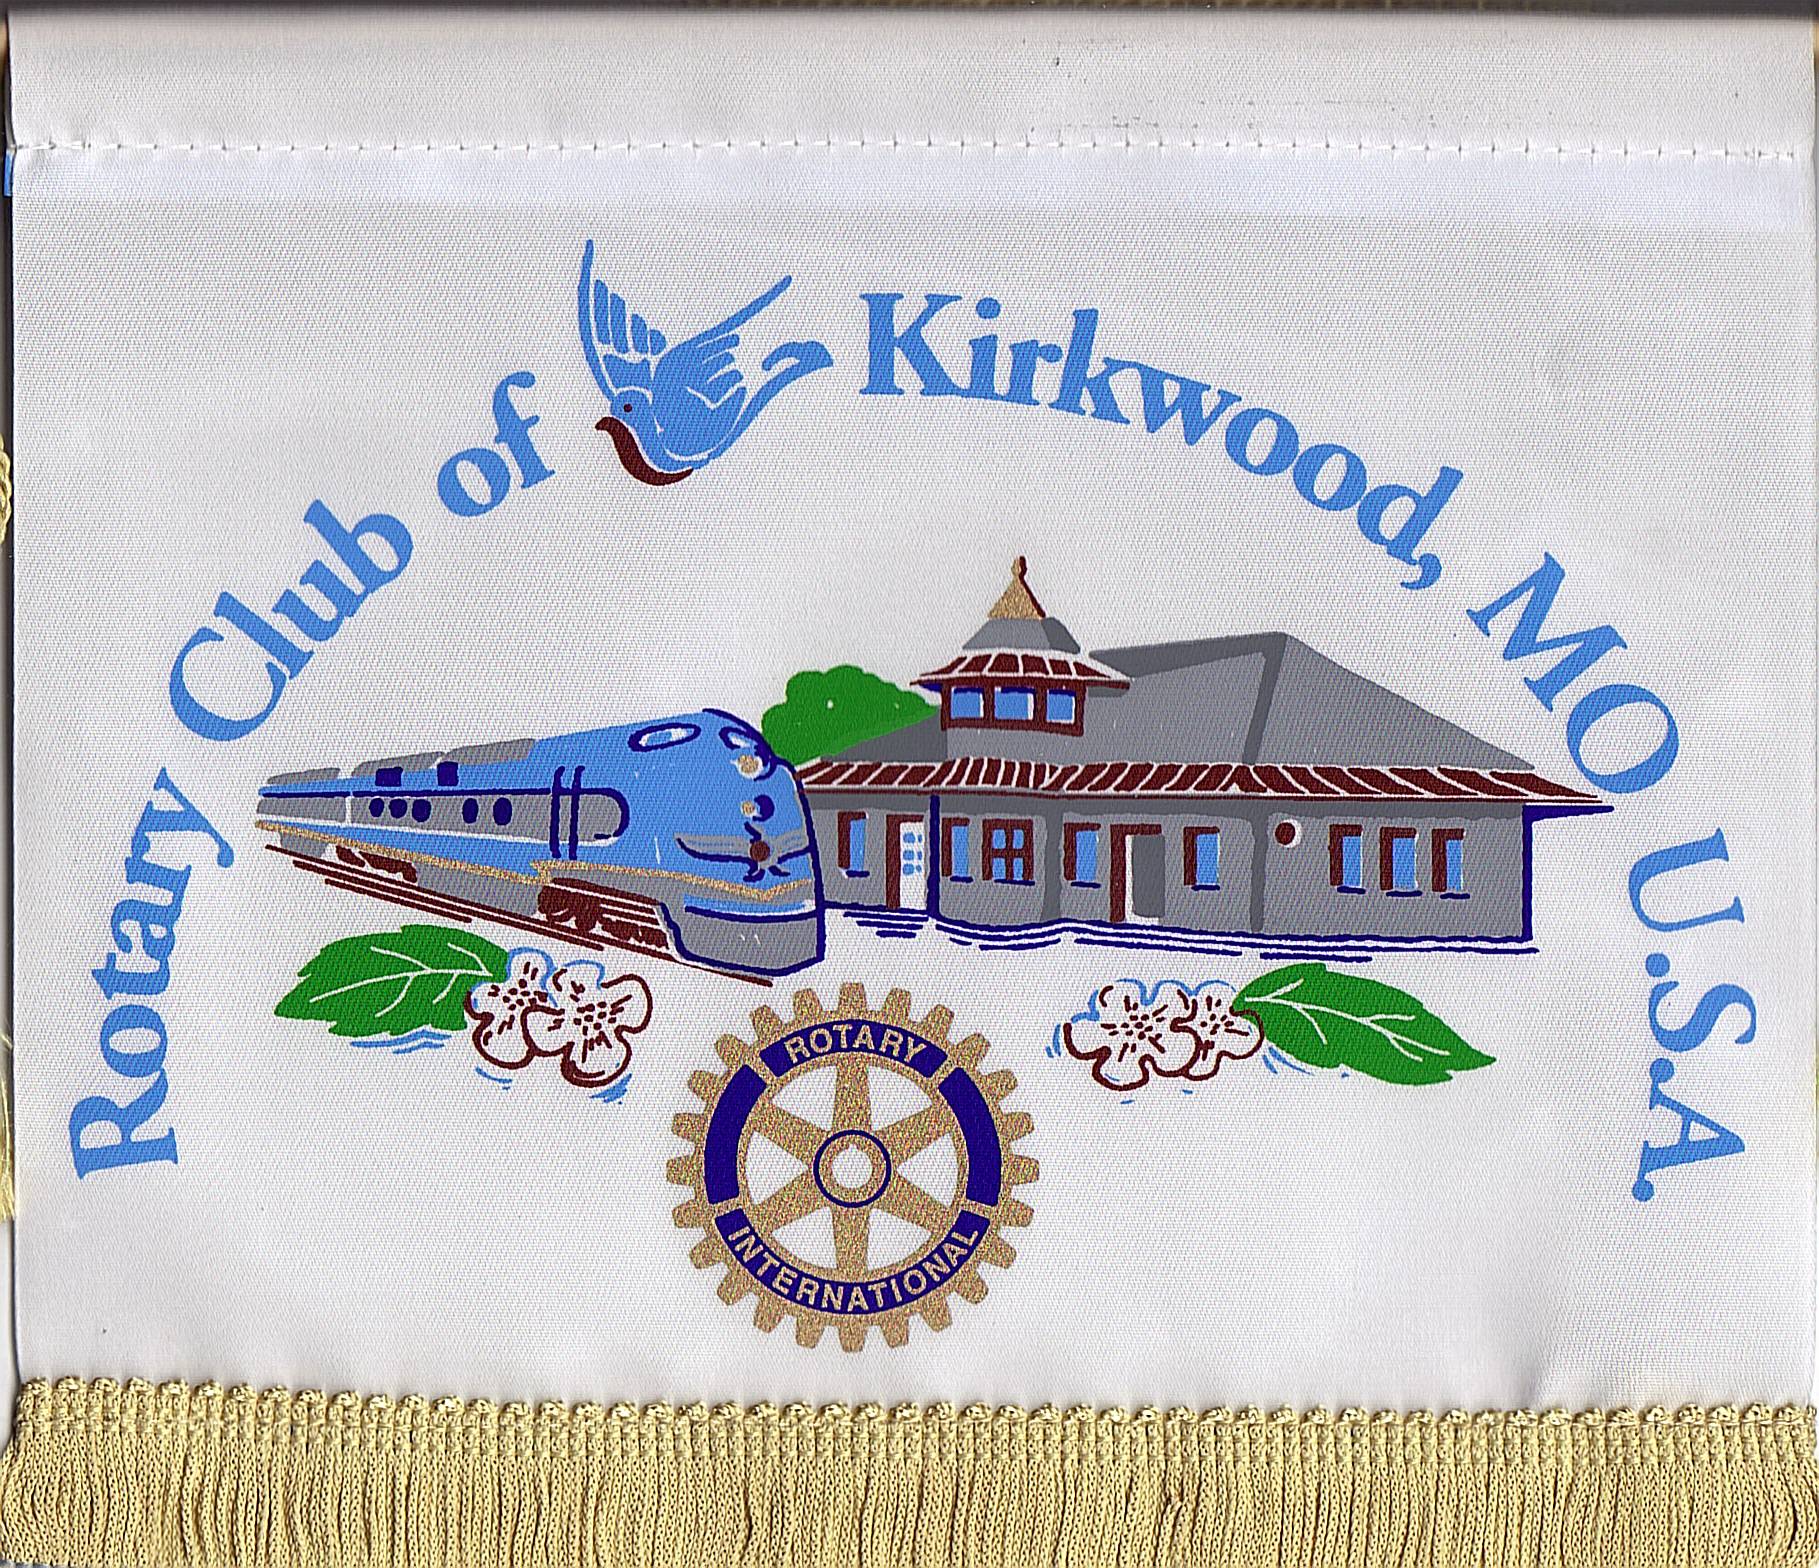 Rotary Club of Kirkwood, MO U.S.A.
ROTARY
INTERNATIONAL